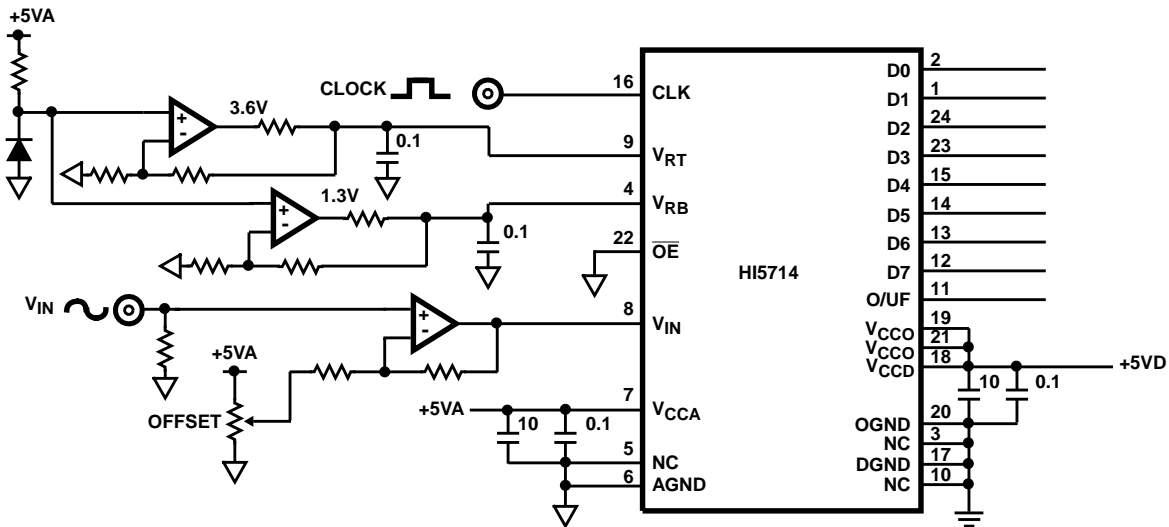 +5VA
CLOCK
3.6V
0.1
1.3V
0.1
VIN
+5VA
OFFSET
+5VA
10
0.1
16 CLK
9 VRT
4 VRB
22 OE
8 VIN
7 VCCA
5 NC
6 AGND
HI5714
D0 2
D1 1
D2 24
D3 23
D4 15
D5 14
D6 13
D7 12
O/UF 11
VCCO 19
VCCO 21
VCCD 18
+5VD
10
0.1
OGND 20
NC 3
DGND 17
NC 10